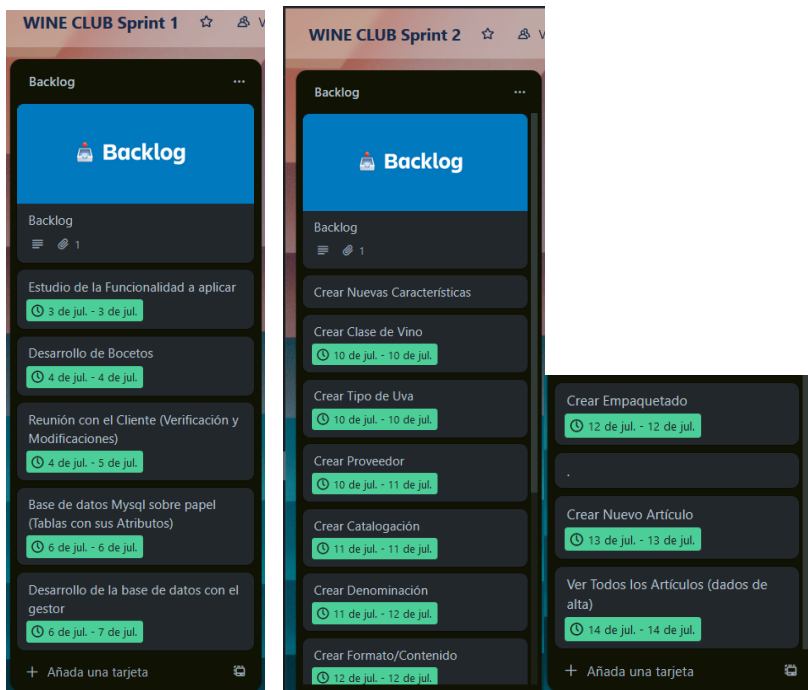 WINE CLUB Sprint 1
Backlog
Backlog
Backlog
1
Estudio de la Funcionalidad a aplicar
3 de jul. - 3 de jul.
Desarrollo de Bocetos
4 de jul. - 4 de jul.
Reunión con el Cliente (Verificación y
Modificaciones)
4 de jul. - 5 de jul.
Base de datos Mysql sobre papel
(Tablas con sus Atributos)
6 de jul. - 6 de jul.
Desarrollo de la base de datos con el
gestor
6 de jul. - 7 de jul.
+ Añada una tarjeta
WINE CLUB Sprint 2
Backlog
Backlog
Backlog
1
Crear Nuevas Características
Crear Clase de Vino
10 de jul. - 10 de jul.
Crear Tipo de Uva
10 de jul. - 10 de jul.
Crear Proveedor
10 de jul. - 11 de jul.
Crear Catalogación
11 de jul. - 11 de jul.
Crear Denominación
11 de jul. - 12 de jul.
Crear Formato/Contenido
12 de jul. - 12 de jul.
Crear Empaquetado
12 de jul. - 12 de jul.
.
Crear Nuevo Artículo
13 de jul. - 13 de jul.
Ver Todos los Artículos (dados de
alta)
14 de jul. - 14 de jul.
+ Añada una tarjeta